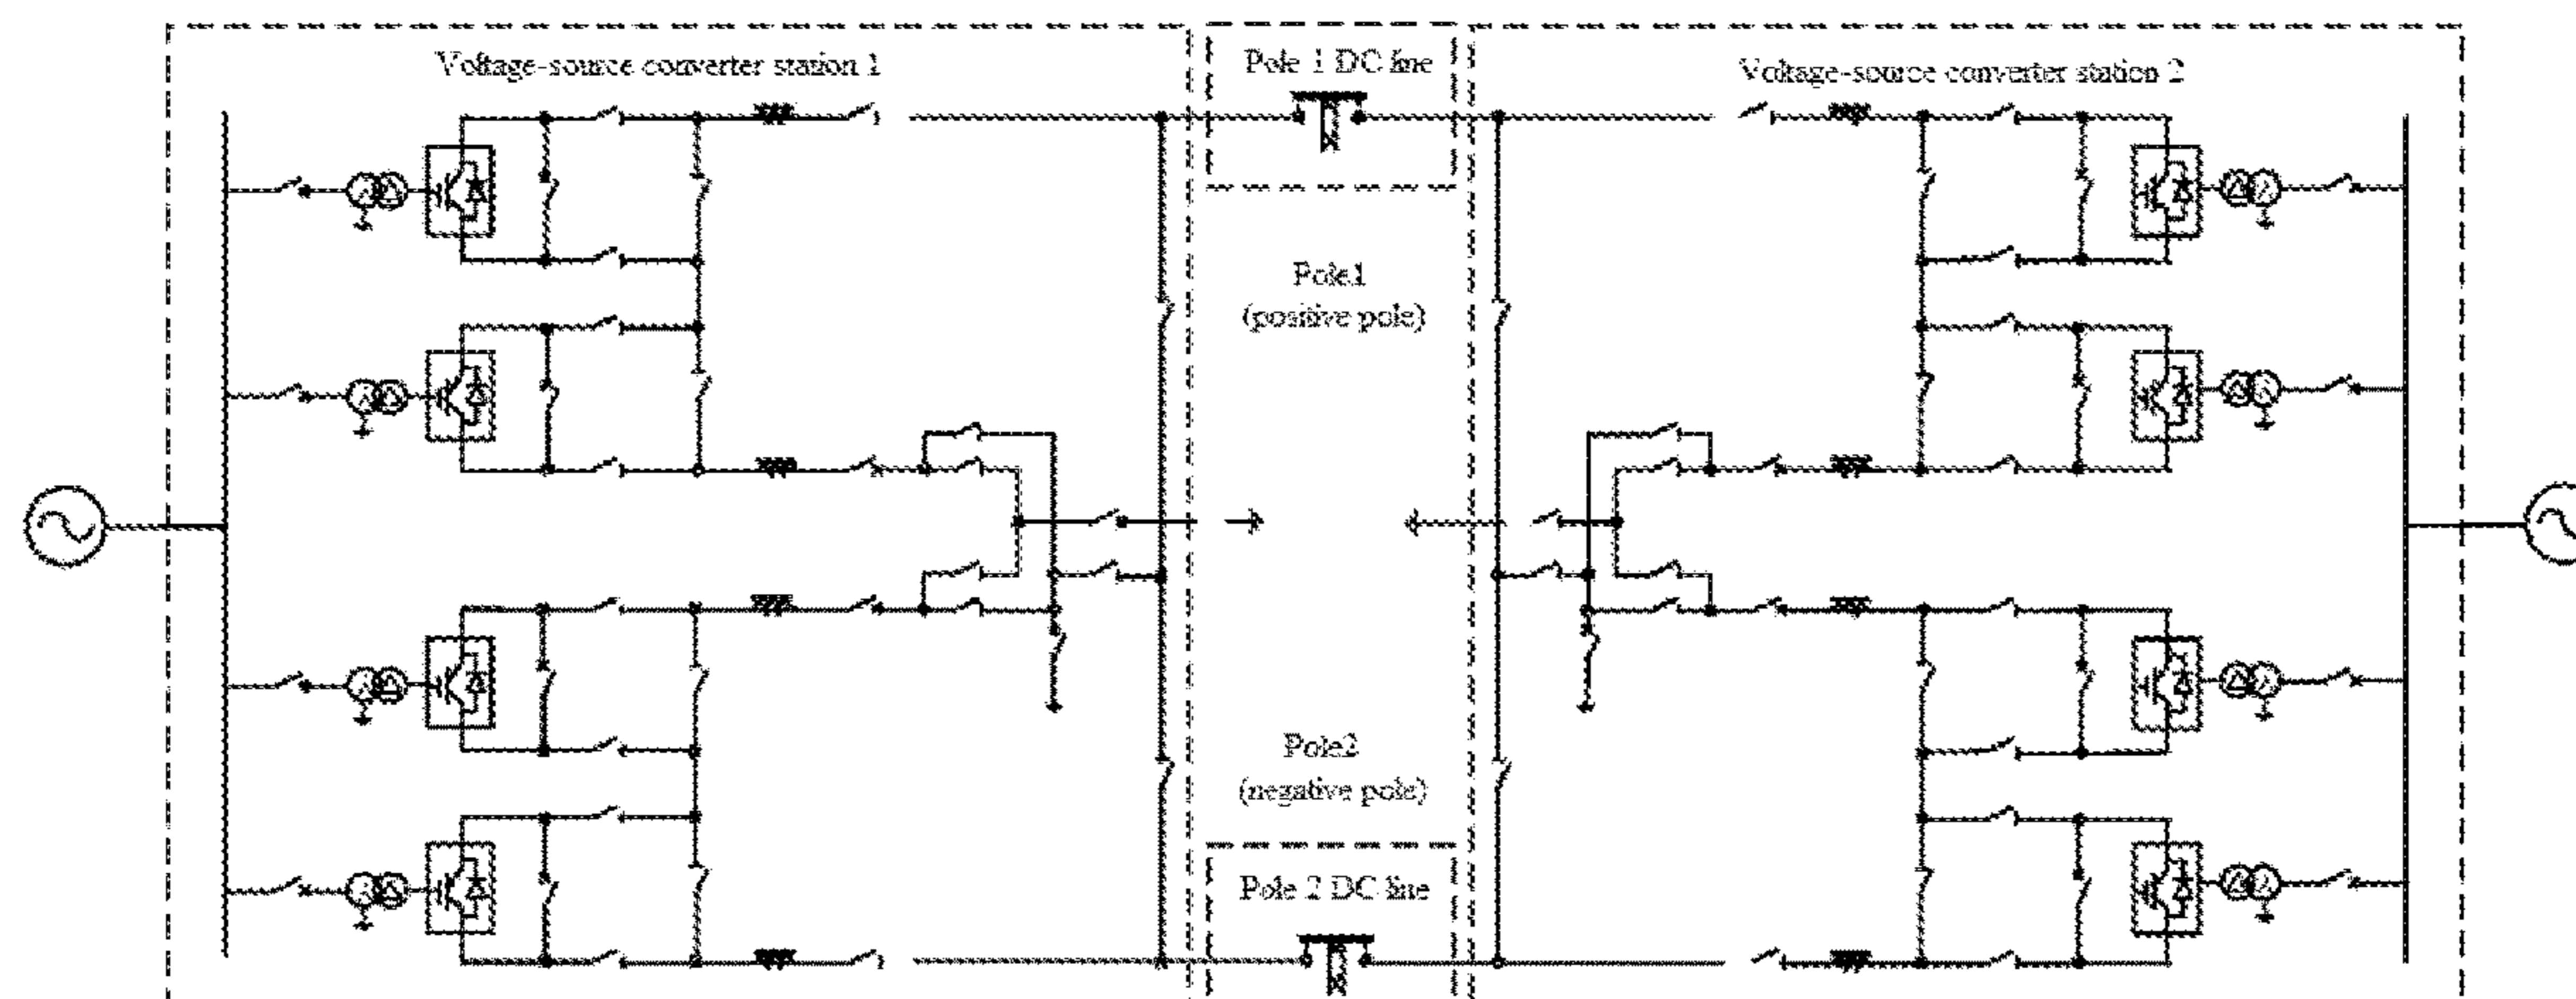 Voltage-source converter station 1
Pole 1 DC line
Voltage-source converter station 2
Pole1
(positive pole)
Pole2
(negative pole)
Pole 2 DC line